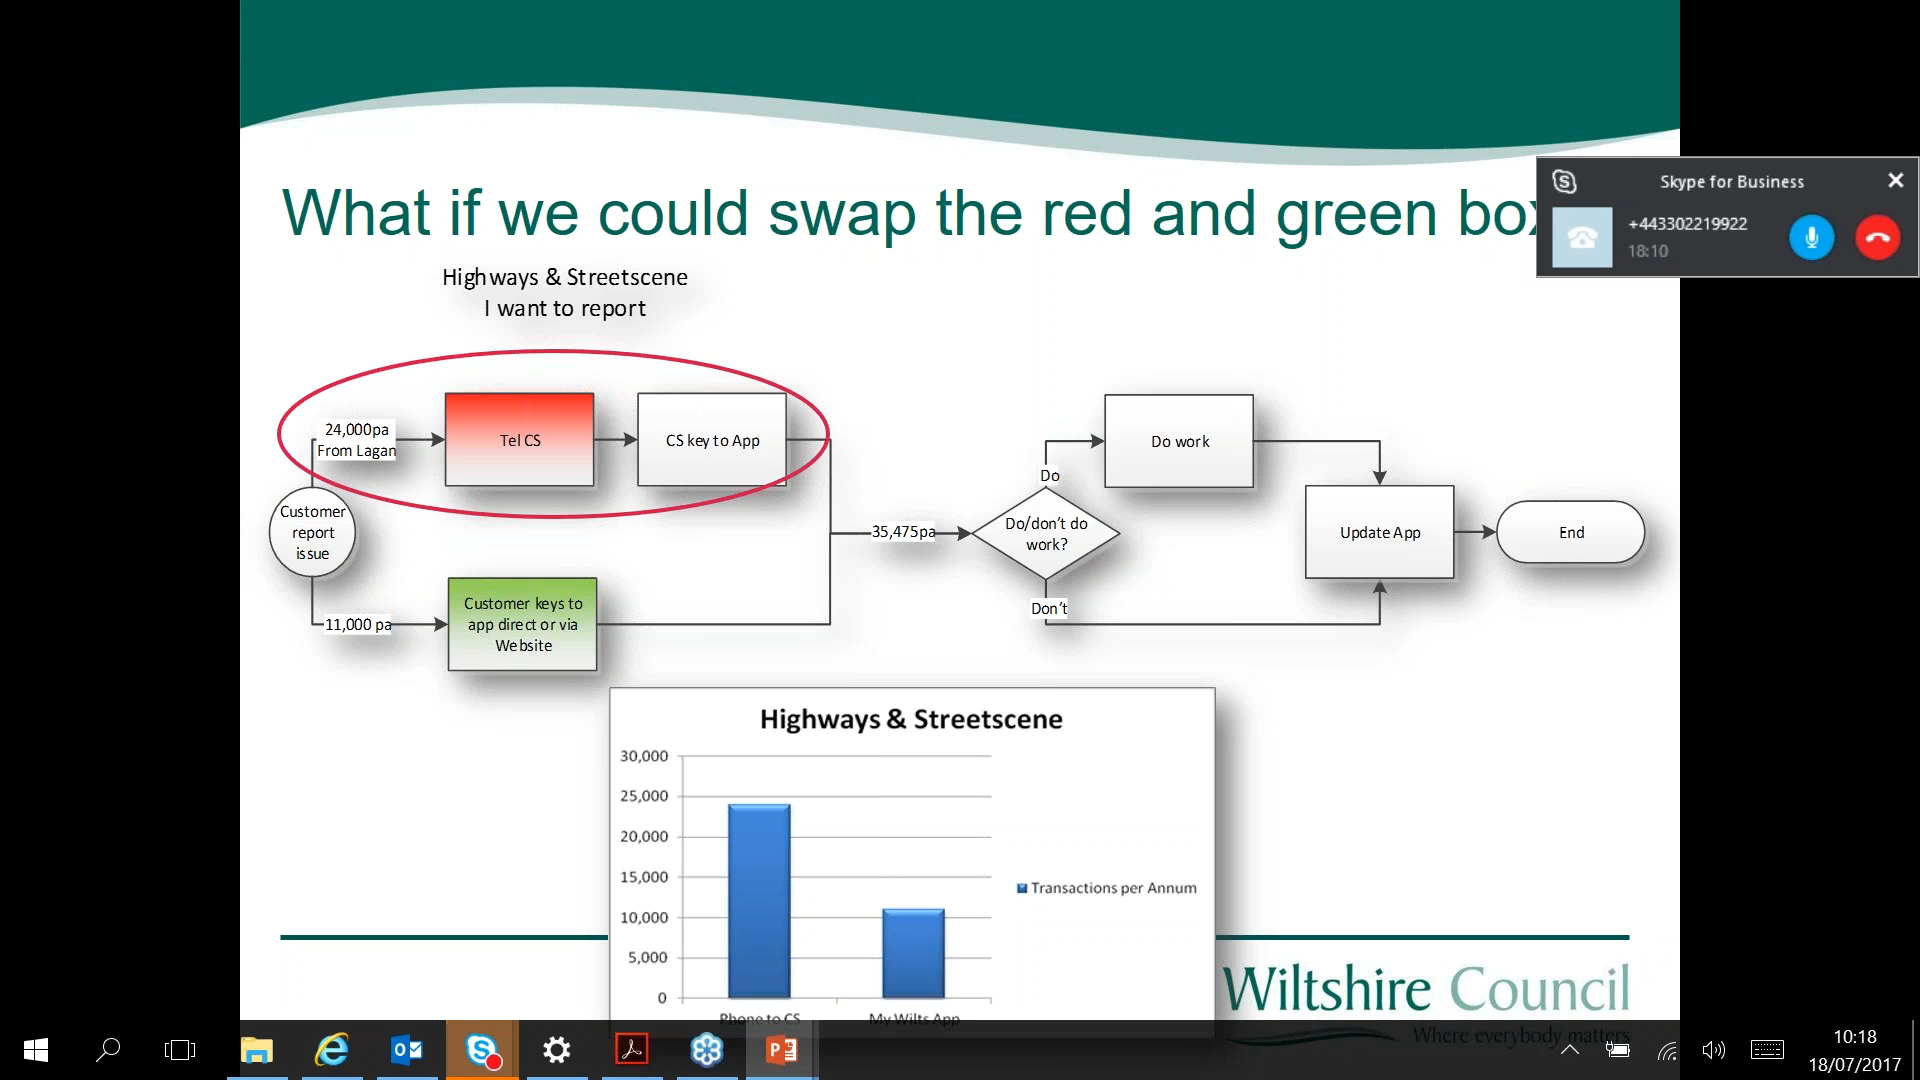 What if we could swap the red and green
Skype for Business
+443302219922
18:10
Highways & Streetscene
I want to report
24,000pa
From Lagan
Tel CS
CS key to App
Customer
report
issue
11,000 pa
Customer keys to
app direct or via
Website
35,475pa
Do/don't do
work?
Do
Don't
Do work
Update App
End
Highways & Streetscene
30,000
25,000
20,000
15,000
10,000
5,000
0
Phone to CS
My Wilts App
Transactions per Annum
Wiltshire Council
Where everybody matters
10:18
18/07/2017